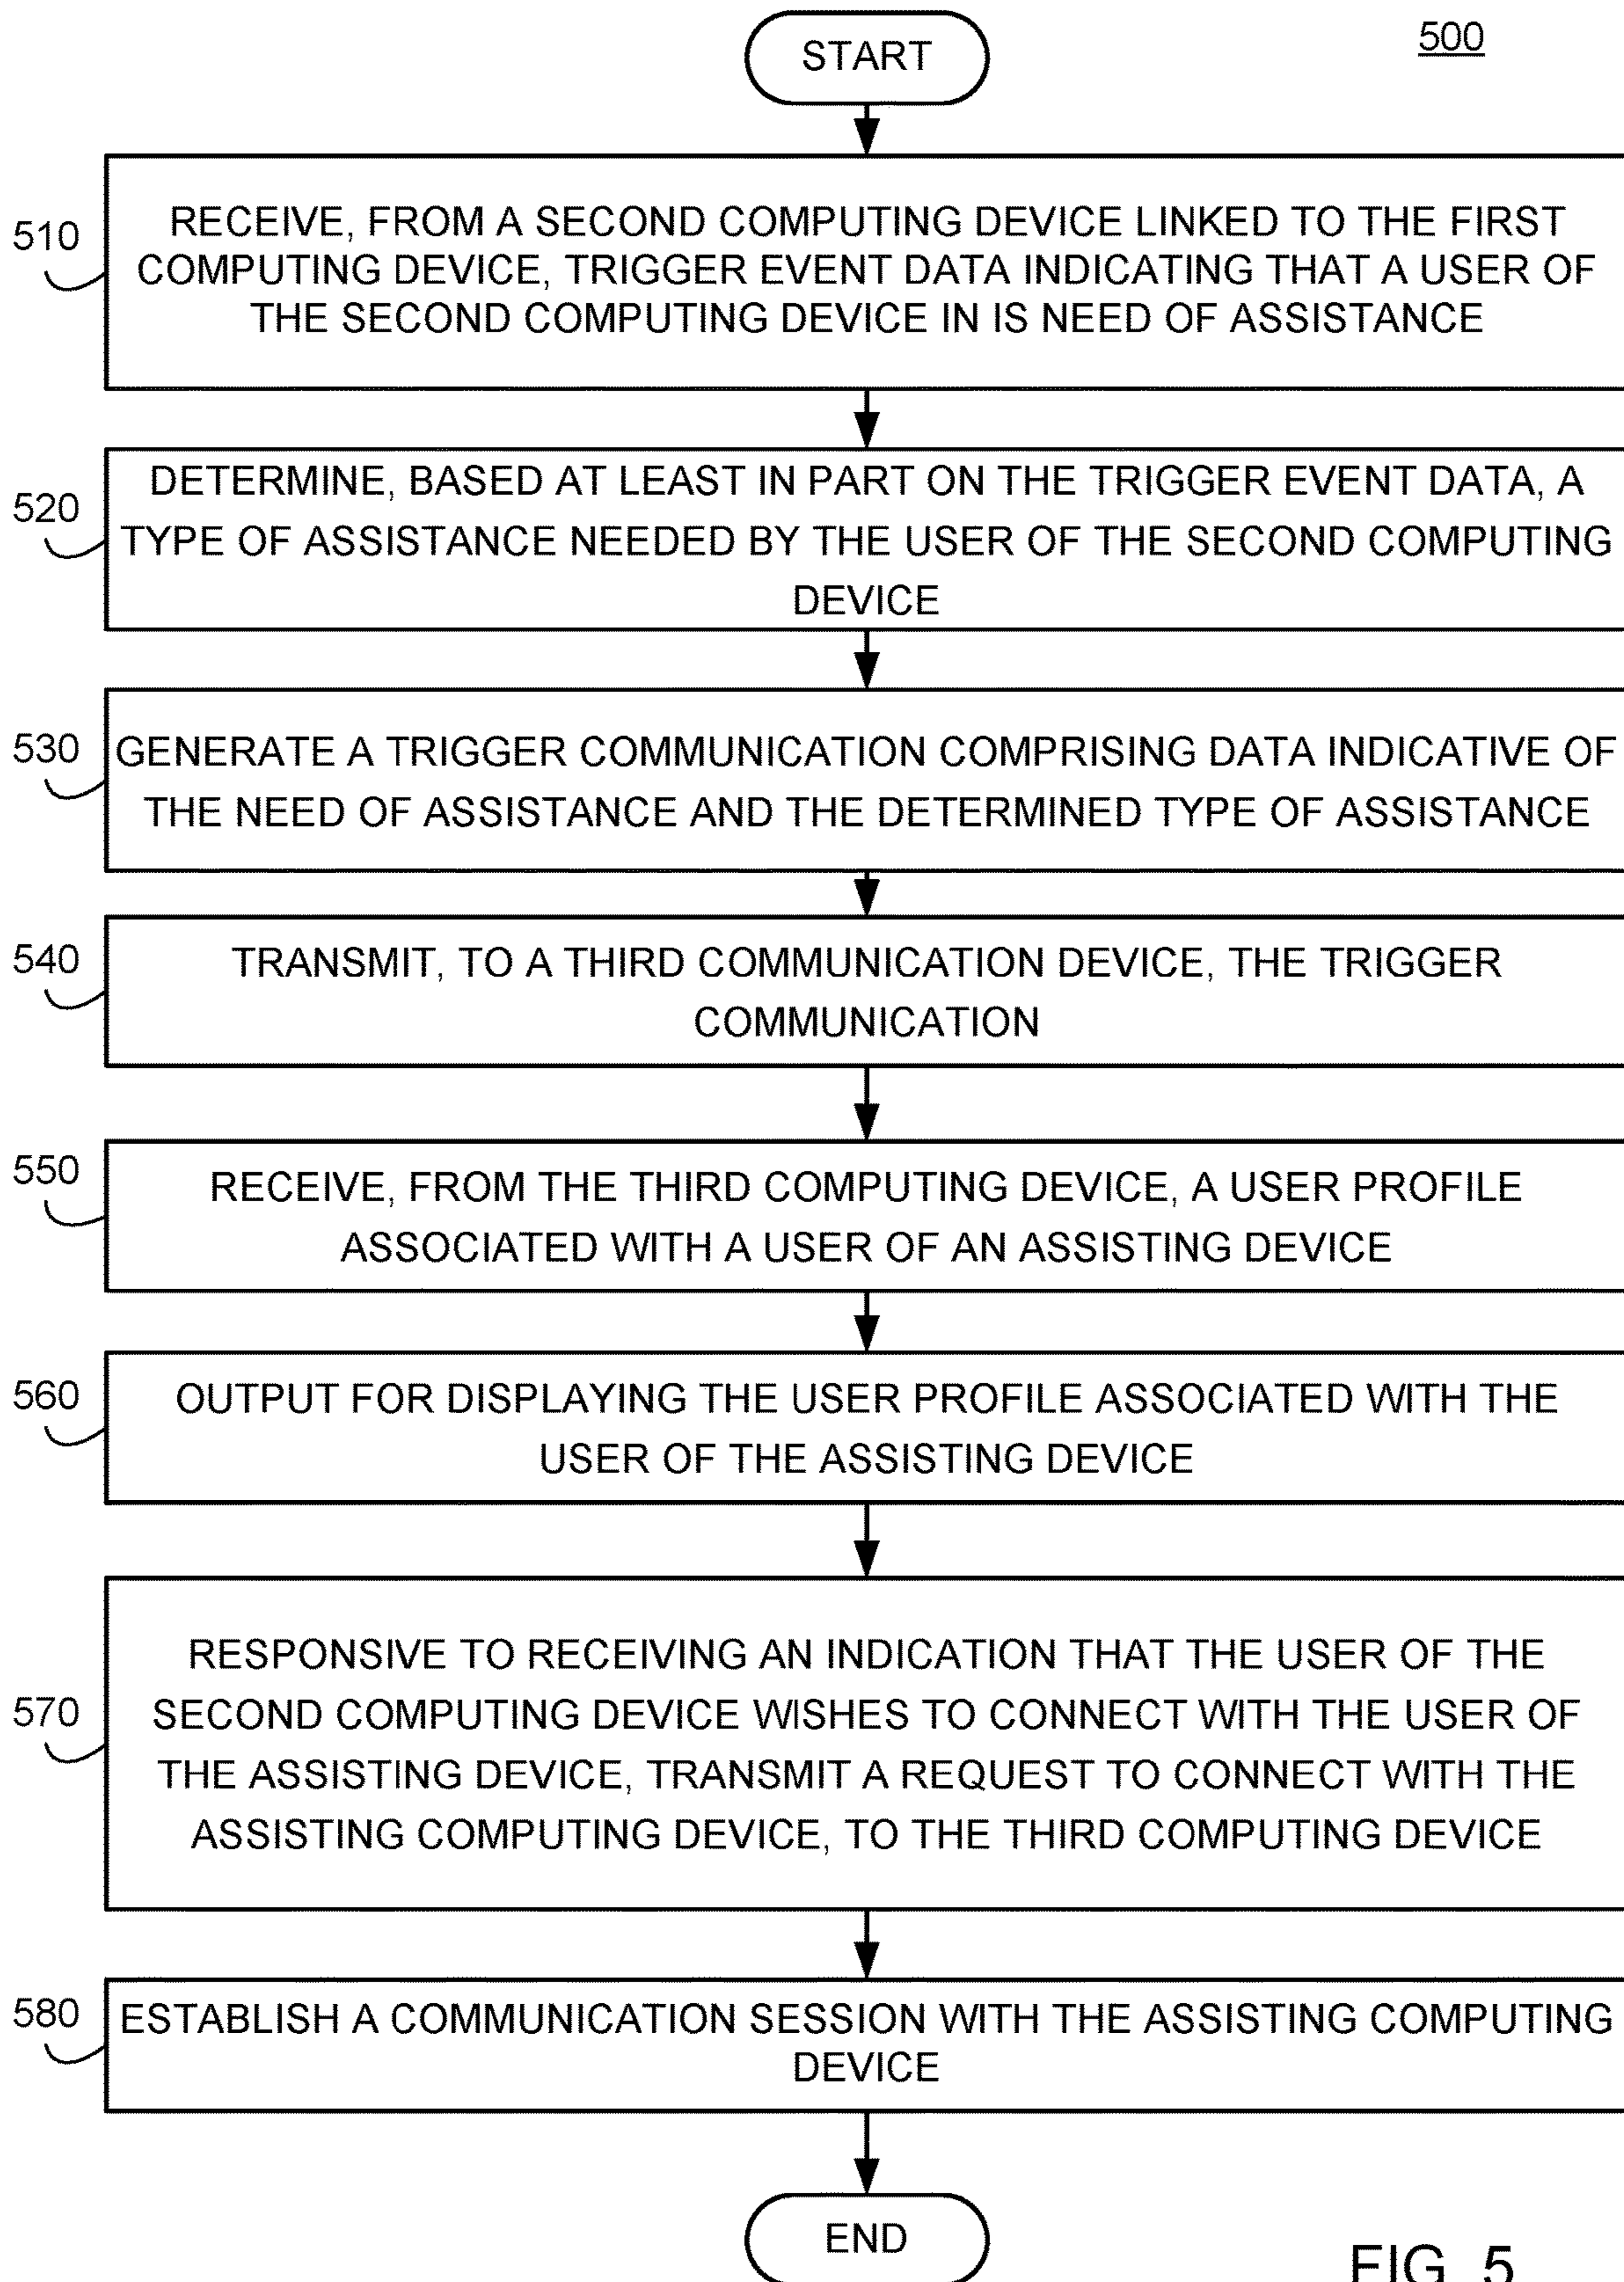 START
500
510
RECEIVE, FROM A SECOND COMPUTING DEVICE LINKED TO THE FIRST
COMPUTING DEVICE, TRIGGER EVENT DATA INDICATING THAT A USER OF
THE SECOND COMPUTING DEVICE IN IS NEED OF ASSISTANCE
520
DETERMINE, BASED AT LEAST IN PART ON THE TRIGGER EVENT DATA, A
TYPE OF ASSISTANCE NEEDED BY THE USER OF THE SECOND COMPUTING
DEVICE
530
GENERATE A TRIGGER COMMUNICATION COMPRISING DATA INDICATIVE OF
THE NEED OF ASSISTANCE AND THE DETERMINED TYPE OF ASSISTANCE
540
TRANSMIT, TO A THIRD COMMUNICATION DEVICE, THE TRIGGER
COMMUNICATION
550
RECEIVE, FROM THE THIRD COMPUTING DEVICE, A USER PROFILE
ASSOCIATED WITH A USER OF AN ASSISTING DEVICE
560
OUTPUT FOR DISPLAYING THE USER PROFILE ASSOCIATED WITH THE
USER OF THE ASSISTING DEVICE
570
RESPONSIVE TO RECEIVING AN INDICATION THAT THE USER OF THE
SECOND COMPUTING DEVICE WISHES TO CONNECT WITH THE USER OF
THE ASSISTING DEVICE, TRANSMIT A REQUEST TO CONNECT WITH THE
ASSISTING COMPUTING DEVICE, TO THE THIRD COMPUTING DEVICE
580
ESTABLISH A COMMUNICATION SESSION WITH THE ASSISTING COMPUTING
DEVICE
END
FIG. 5